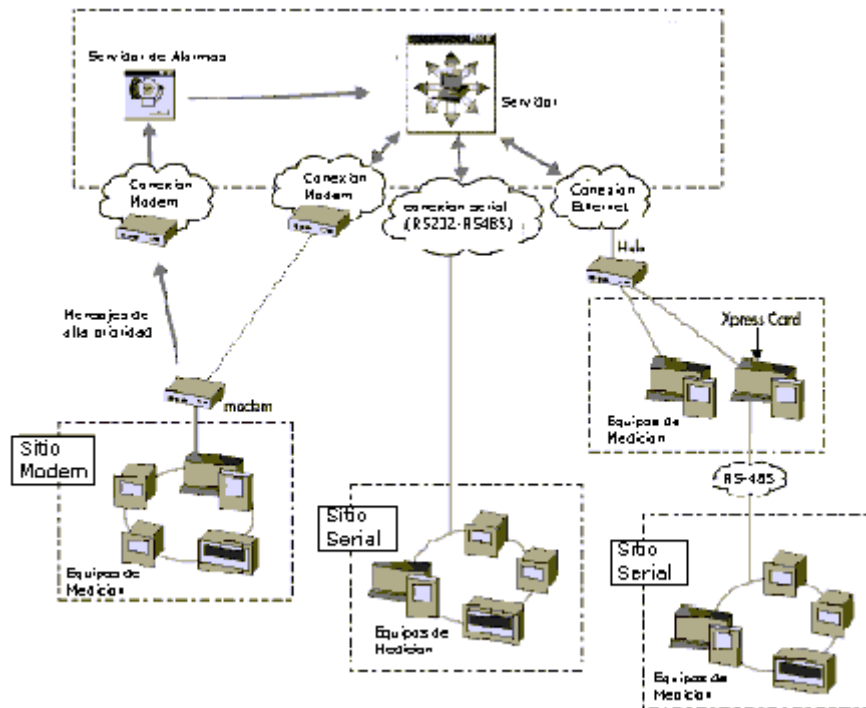 Servidor de Alarmas
Servidor
Conexion
Modem
Conexion
Modem
conexion serial
(RS232-RS485)
Conexion
Ethernet
Hub
Mensajes de
alta prioridad
Xpress Card
modem
Equipos de
Medicion
Sitio
Modem
RS-485
Sitio
Serial
Sitio
Serial
Equipos de
Medicion
Equipos de
Medicion
Equipos de
Medicion